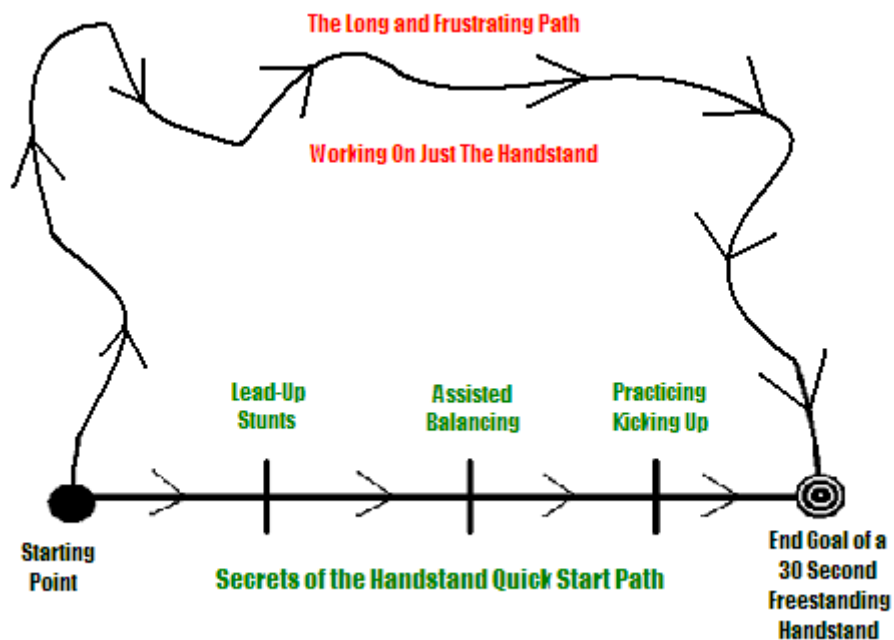 The Long and Frustrating Path
Working On Just The Handstand
Lead-Up
Stunts
Assisted
Balancing
Practicing
Kicking Up
Starting
Point
Secrets of the Handstand Quick Start Path
End Goal of a
30 Second
Freestanding
Handstand